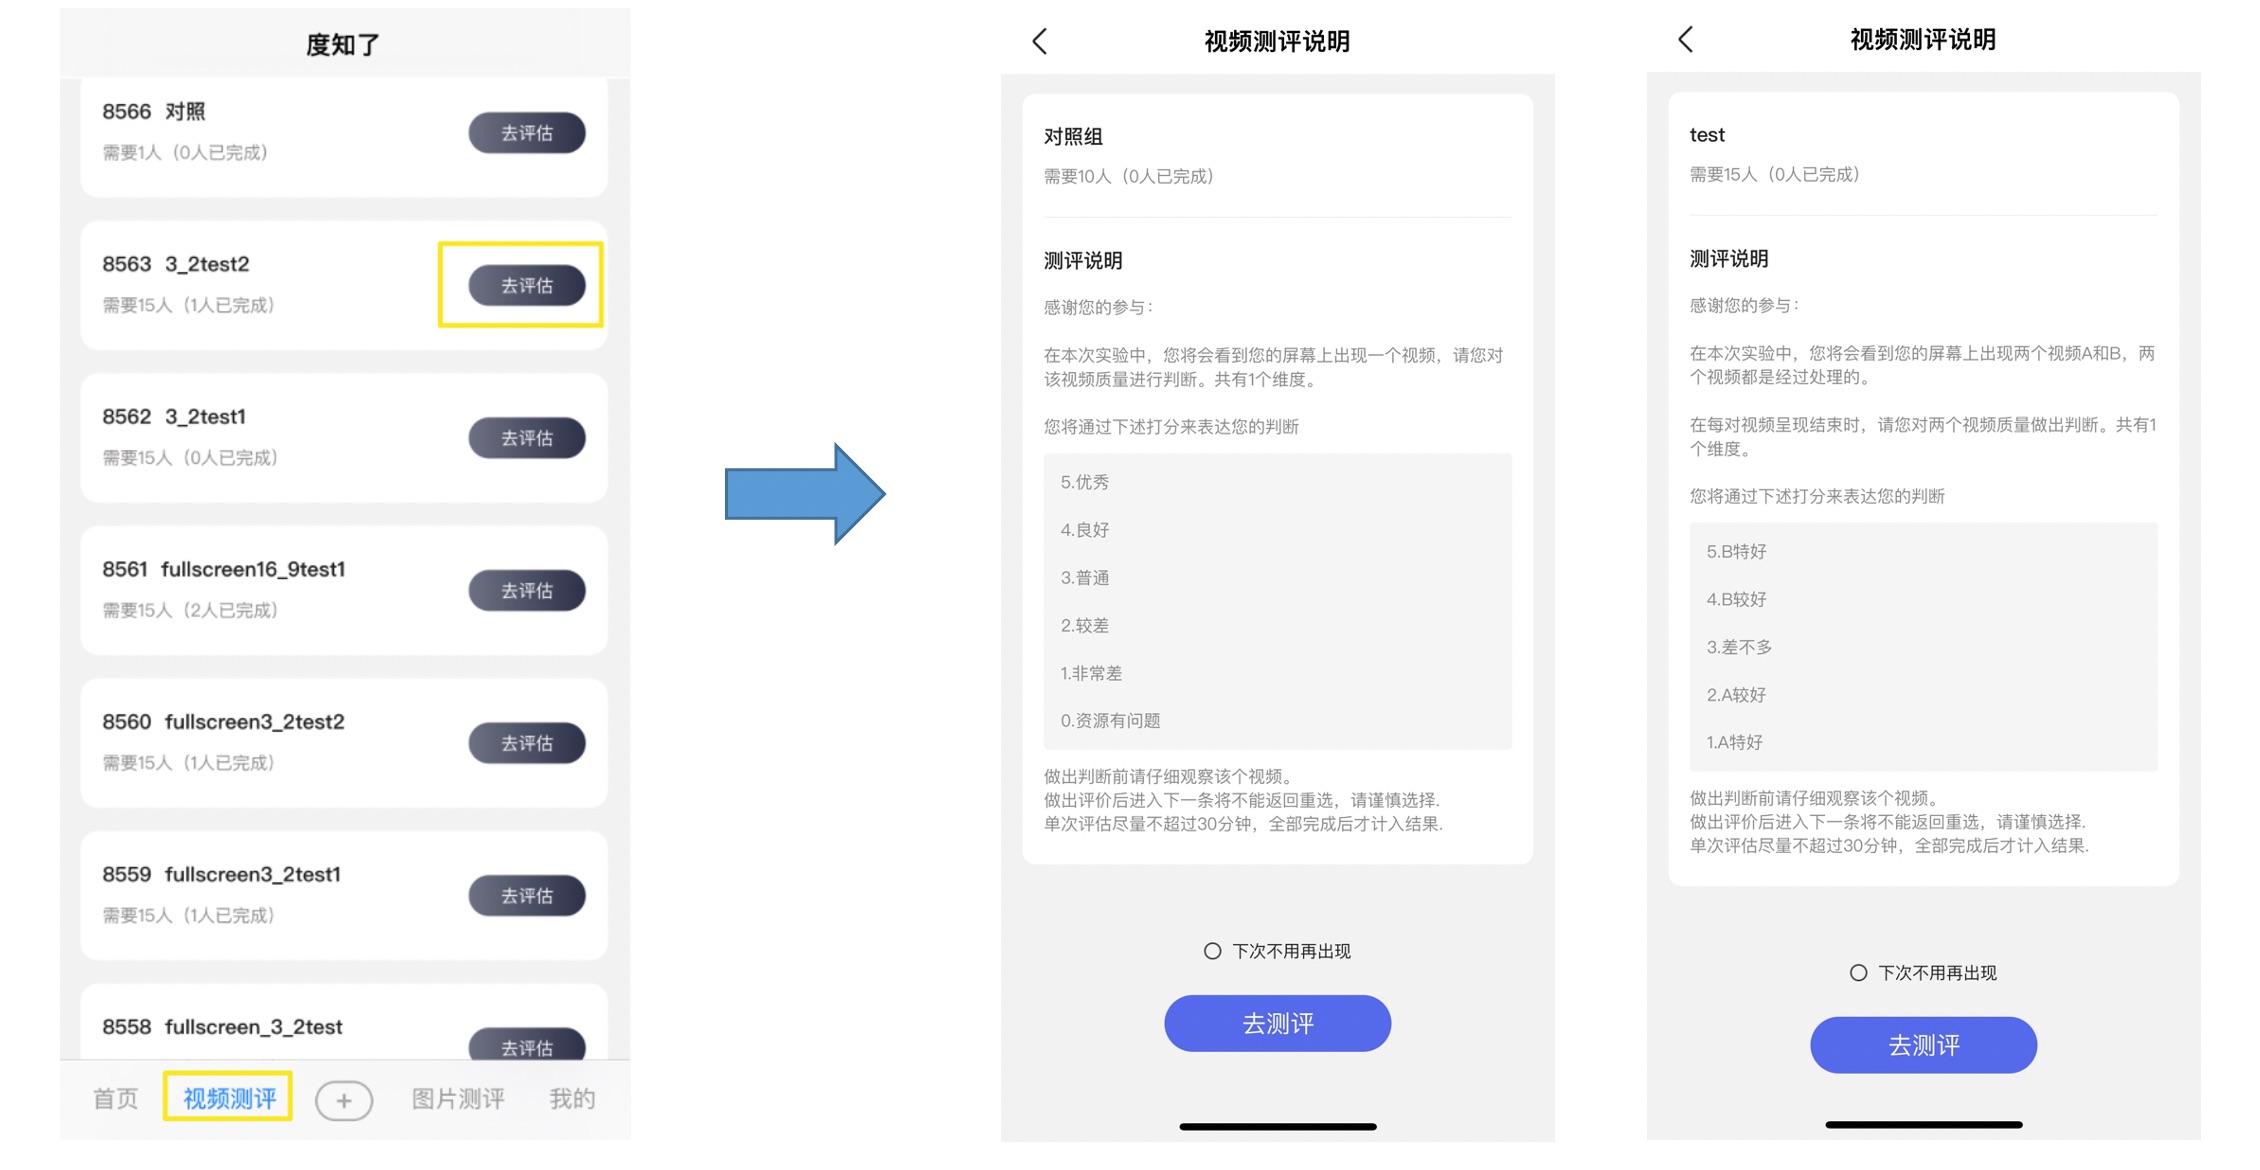 度知了
8566 对照
需要1人（0人已完成）
去评估
8563 3_2test2
需要15人（1人已完成）
去评估
8562 3_2test1
需要15人（0人已完成）
去评估
8561 fullscreen16_9test1
需要15人（2人已完成）
去评估
8560 fullscreen3_2test2
需要15人（1人已完成）
去评估
8559 fullscreen3_2test1
需要15人（1人已完成）
去评估
8558 fullscreen_3_2test
去评估
首页
视频测评
+
图片测评
我的
视频测评说明
对照组
需要10人（0人已完成）
测评说明
感谢您的参与：
在本次实验中，您将会看到您的屏幕上出现一个视频，请您对
该视频质量进行判断。共有1个维度。
您将通过下述打分来表达您的判断
5.优秀
4.良好
3.普通
2.较差
1.非常差
0.资源有问题
做出判断前请仔细观察该个视频。
做出评价后进入下一条将不能返回重选，请谨慎选择.
单次评估尽量不超过30分钟，全部完成后才计入结果.
下次不用再出现
去测评
视频测评说明
test
需要15人（0人已完成）
测评说明
感谢您的参与：
在本次实验中，您将会看到您的屏幕上出现两个视频A和B，两
个视频都是经过处理的。
在每对视频呈现结束时，请您对两个视频质量做出判断。共有1
个维度。
您将通过下述打分来表达您的判断
5.B特好
4.B较好
3.差不多
2.A较好
1.A特好
做出判断前请仔细观察该个视频。
做出评价后进入下一条将不能返回重选，请谨慎选择.
单次评估尽量不超过30分钟，全部完成后才计入结果.
下次不用再出现
去测评